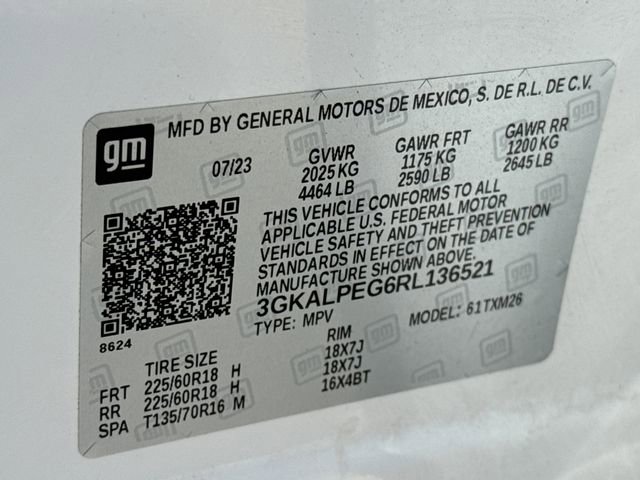 gm
MFD BY GENERAL MOTORS DE MEXICO, S. DE R.L. DE C.V.
07/23 GVWR GAWR FRT GAWR RR
2025 KG 1175 KG 1200 KG
4464 LB 2590 LB 2645 LB
THIS VEHICLE CONFORMS TO ALL
APPLICABLE U.S. FEDERAL MOTOR
VEHICLE SAFETY AND THEFT PREVENTION
STANDARDS IN EFFECT ON THE DATE OF
MANUFACTURE SHOWN ABOVE.
3GKALPEG6RL136521
TYPE: MPV MODEL: 61TXM26
8624
TIRE SIZE RIM
FRT 225/60R18 H 18X7J
RR 225/60R18 H 18X7J
SPA T135/70R16 M 16X4BT